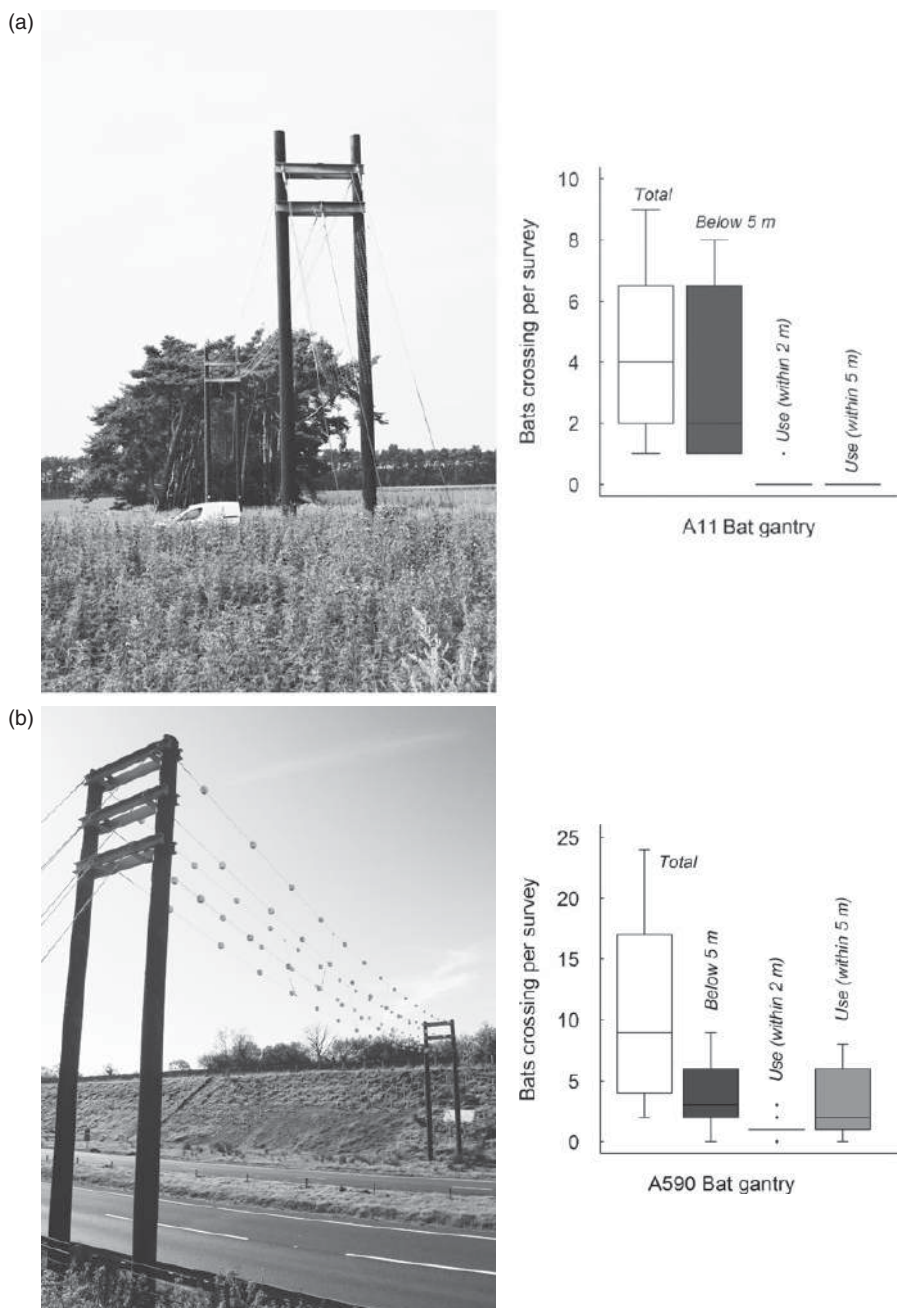 (a)
10
8
6
4
2
0
Bats crossing per survey
Total
Below 5 m
Use (within 2 m)
Use (within 5 m)
A11 Bat gantry
(b)
25
20
15
10
5
0
Bats crossing per survey
Total
Below 5 m
Use (within 2 m)
Use (within 5 m)
A590 Bat gantry